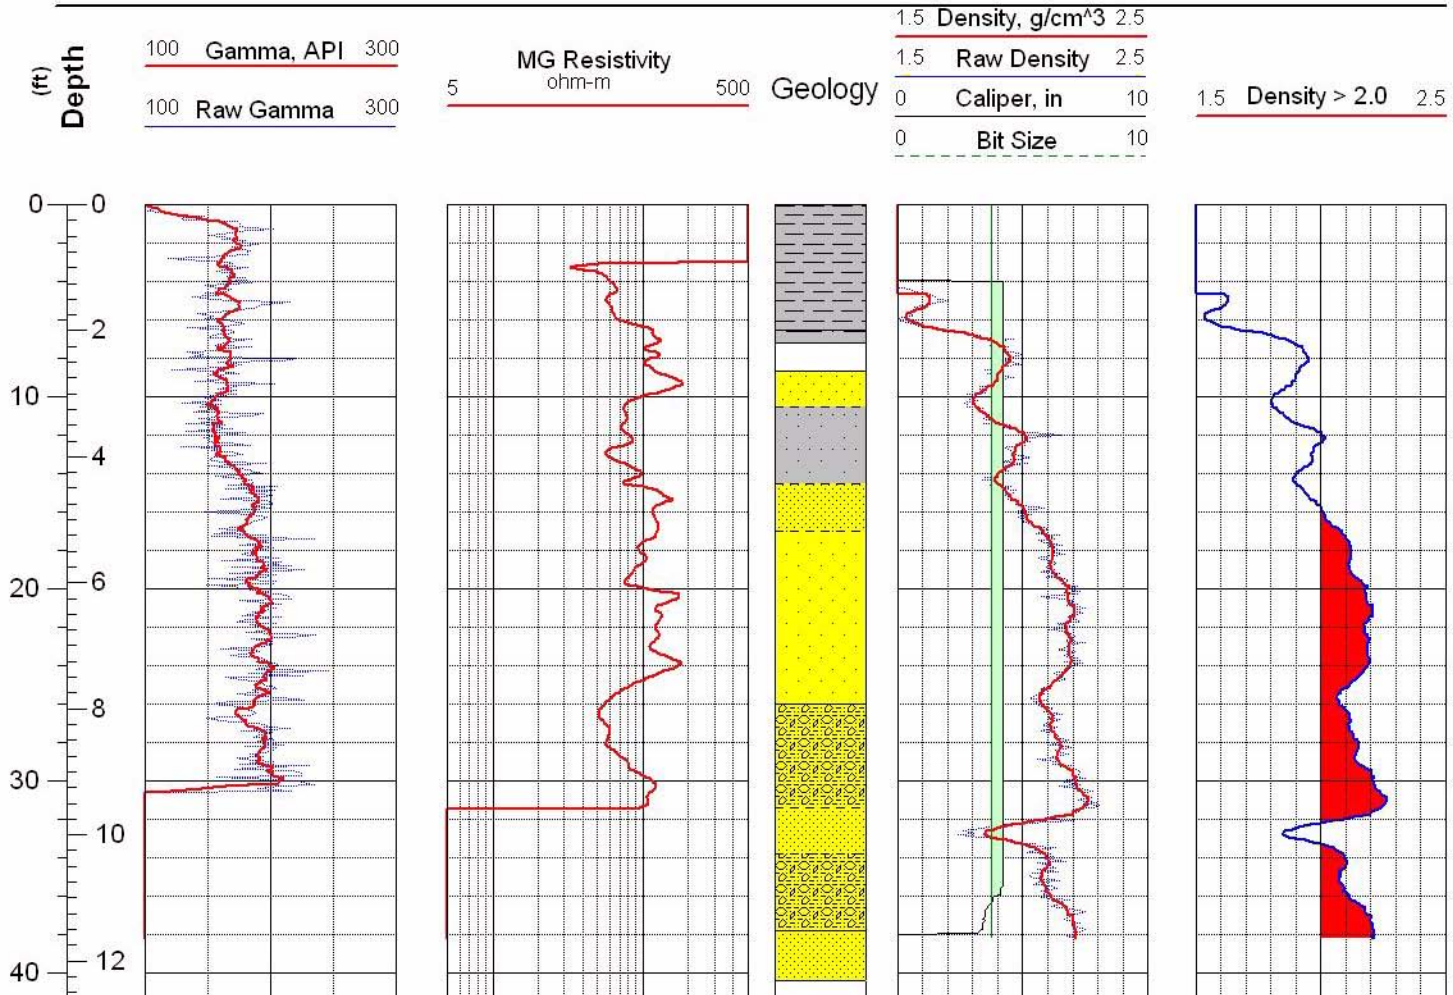 (ft)
Depth
100 Gamma, API 300
100 Raw Gamma 300
MG Resistivity
5 ohm-m 500
Geology
1.5 Density, g/cm^3 2.5
1.5 Raw Density 2.5
0 Caliper, in 10
0 Bit Size 10
1.5 Density > 2.0 2.5
0 0
2
10
4
20 6
8
30
10
40 12